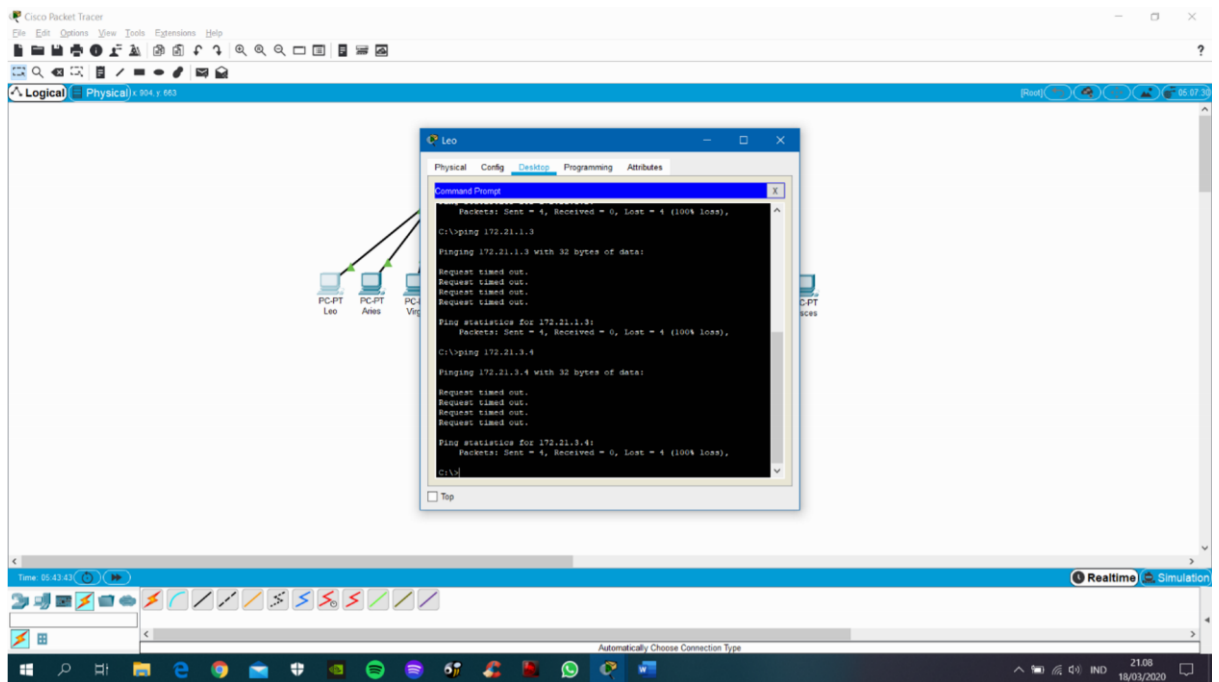 Cisco Packet Tracer
File Edit Options View Tools Extensions Help
?
Logical Physical x: 904, y: 663 [Root] 05:07:30
Leo
Physical Config Desktop Programming Attributes
Command Prompt X
Packets: Sent = 4, Received = 0, Lost = 4 (100% loss),
C:\>ping 172.21.1.3
Pinging 172.21.1.3 with 32 bytes of data:
Request timed out.
Request timed out.
Request timed out.
Request timed out.
Ping statistics for 172.21.1.3:
Packets: Sent = 4, Received = 0, Lost = 4 (100% loss),
C:\>ping 172.21.3.4
Pinging 172.21.3.4 with 32 bytes of data:
Request timed out.
Request timed out.
Request timed out.
Request timed out.
Ping statistics for 172.21.3.4:
Packets: Sent = 4, Received = 0, Lost = 4 (100% loss),
C:\>
Top
PC-PT
Leo
PC-PT
Aries
PC-
Virg
C-PT
sces
Time: 05:43:43 Realtime Simulation
Automatically Choose Connection Type
IND 21.08
18/03/2020